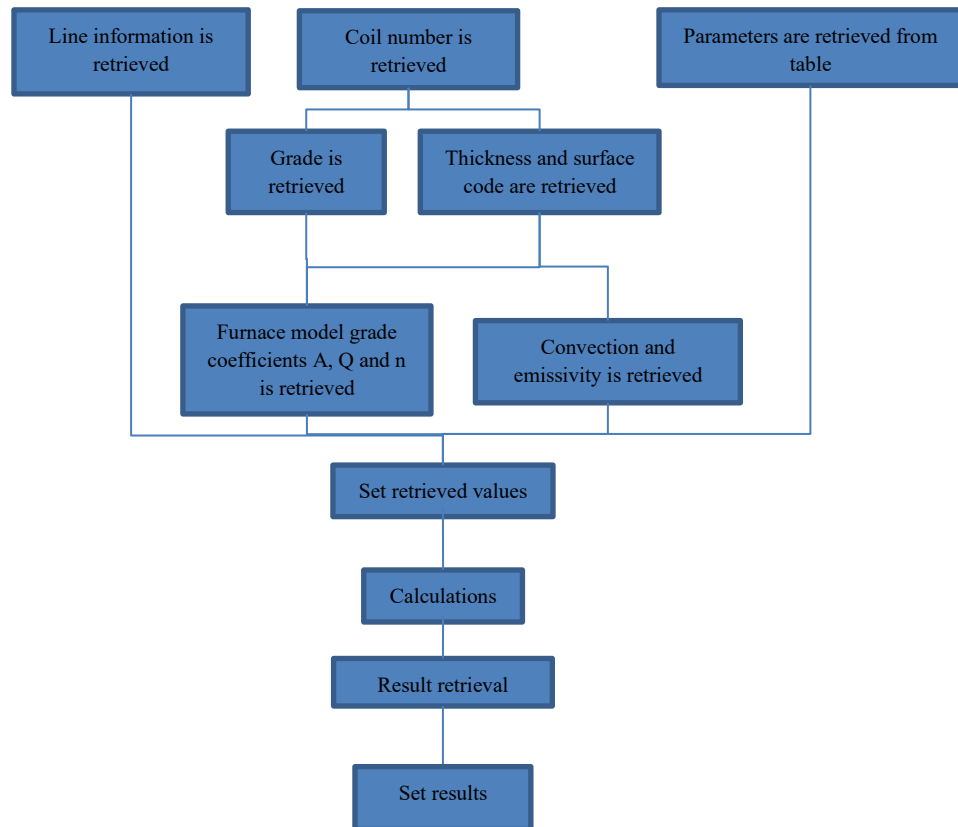 Line information is
retrieved
Coil number is
retrieved
Parameters are retrieved from
table
Grade is
retrieved
Thickness and surface
code are retrieved
Furnace model grade
coefficients A, Q and n
is retrieved
Convection and
emissivity is retrieved
Set retrieved values
Calculations
Result retrieval
Set results